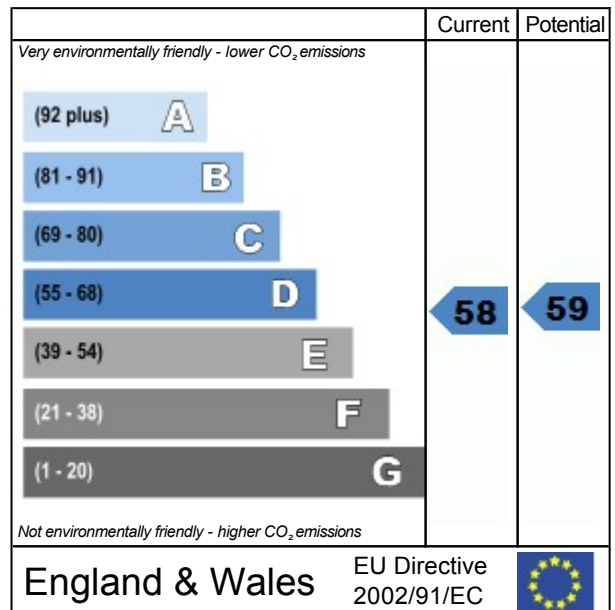 Current Potential
Very environmentally friendly - lower CO₂ emissions
(92 plus) A
(81 - 91) B
(69 - 80) C
(55 - 68) D
58 59
(39 - 54) E
(21 - 38) F
(1 - 20) G
Not environmentally friendly - higher CO₂ emissions
England & Wales
EU Directive
2002/91/EC